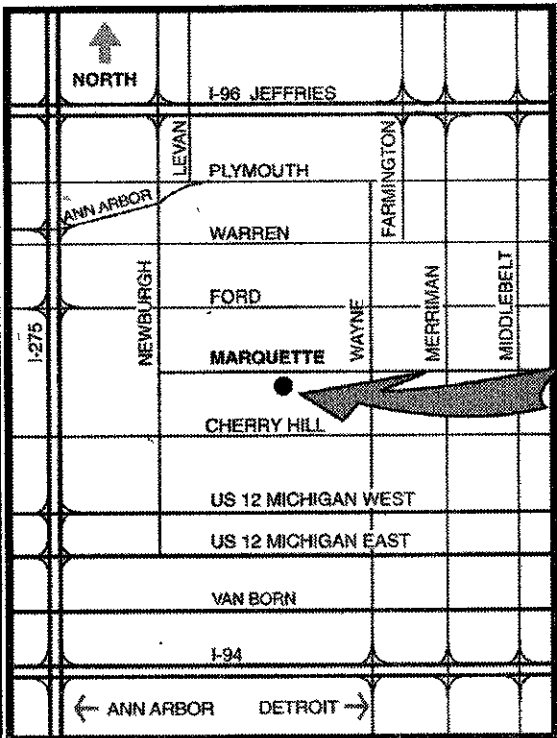 NORTH
I-96 JEFFRIES
LEVAN
PLYMOUTH
FARMINGTON
ANN ARBOR
WARREN
NEWBURGH
FORD
I-275
WAYNE
MERRIMAN
MIDDLEBELT
MARQUETTE
CHERRY HILL
US 12 MICHIGAN WEST
US 12 MICHIGAN EAST
VAN BORN
I-94
ANN ARBOR
DETROIT